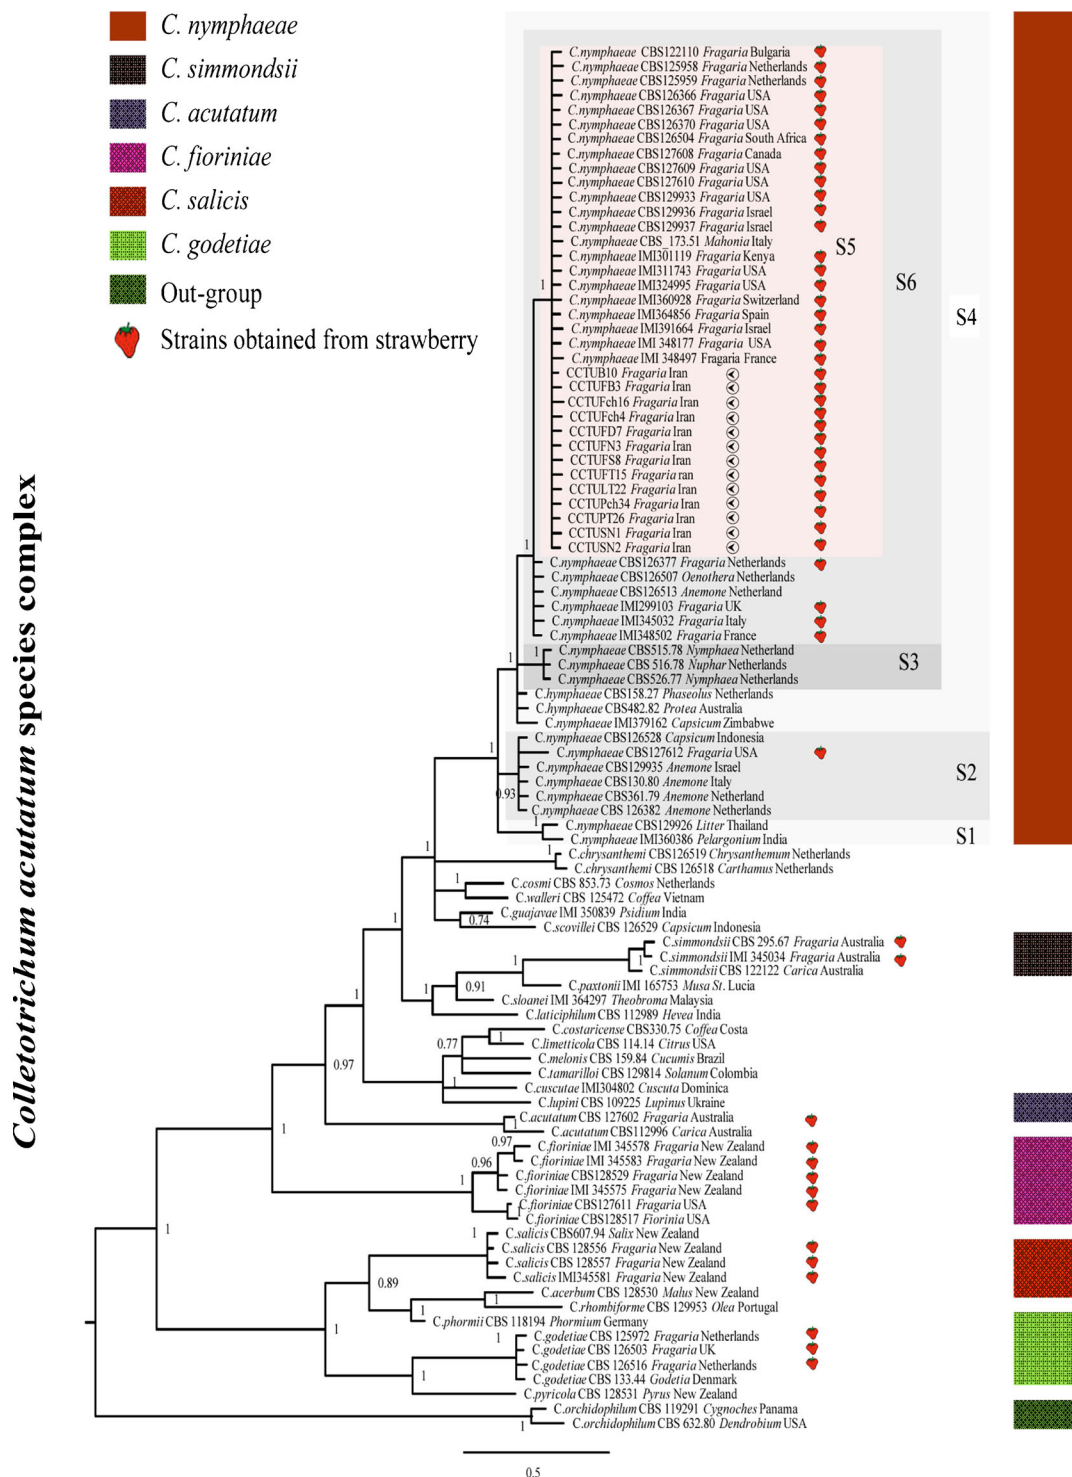 C. nymphaeae
C. simmondsii
C. acutatum
C. fioriniae
C. salicis
C. godetiae
Out-group
Strains obtained from strawberry
Colletotrichum acutatum species complex
C.nymphaeae CBS122110 Fragaria Bulgaria
C.nymphaeae CBS125958 Fragaria Netherlands
C.nymphaeae CBS125959 Fragaria Netherlands
C.nymphaeae CBS126366 Fragaria USA
C.nymphaeae CBS126367 Fragaria USA
C.nymphaeae CBS126370 Fragaria USA
C.nymphaeae CBS126504 Fragaria South Africa
C.nymphaeae CBS127608 Fragaria Canada
C.nymphaeae CBS127609 Fragaria USA
C.nymphaeae CBS127610 Fragaria USA
C.nymphaeae CBS129933 Fragaria USA
C.nymphaeae CBS129936 Fragaria Israel
C.nymphaeae CBS129937 Fragaria Israel
C.nymphaeae CBS_173.51 Mahonia Italy
S5
C.nymphaeae IMI301119 Fragaria Kenya
C.nymphaeae IMI311743 Fragaria USA
S6
C.nymphaeae IMI324995 Fragaria USA
1
C.nymphaeae IMI360928 Fragaria Switzerland
C.nymphaeae IMI364856 Fragaria Spain
S4
C.nymphaeae IMI391664 Fragaria Israel
C.nymphaeae IMI 348177 Fragaria USA
C.nymphaeae IMI 348497 Fragaria France
CCTUB10 Fragaria Iran
CCTUFB3 Fragaria Iran
CCTUFch16 Fragaria Iran
CCTUFch4 Fragaria Iran
CCTUFD7 Fragaria Iran
CCTUFN3 Fragaria Iran
CCTUFS8 Fragaria Iran
CCTUFT15 Fragaria ıran
CCTULT22 Fragaria Iran
CCTUPch34 Fragaria Iran
CCTUPT26 Fragaria Iran
CCTUSN1 Fragaria Iran
1
CCTUSN2 Fragaria Iran
C.nymphaeae CBS126377 Fragaria Netherlands
C.nymphaeae CBS126507 Oenothera Netherlands
C.nymphaeae CBS126513 Anemone Netherland
C.nymphaeae IMI299103 Fragaria UK
C.nymphaeae IMI345032 Fragaria Italy
C.nymphaeae IMI348502 Fragaria France
1
C.nymphaeae CBS515.78 Nymphaea Netherland
1
C.nymphaeae CBS 516.78 Nuphar Netherlands
S3
C.nymphaeae CBS526.77 Nymphaea Netherlands
C.hymphaeae CBS158.27 Phaseolus Netherlands
C.hymphaeae CBS482.82 Protea Australia
C.nymphaeae IMI379162 Capsicum Zimbabwe
C.nymphaeae CBS126528 Capsicum Indonesia
1
C.nymphaeae CBS127612 Fragaria USA
C.nymphaeae CBS129935 Anemone Israel
S2
C.nymphaeae CBS130.80 Anemone Italy
0.93
C.nymphaeae CBS361.79 Anemone Netherland
C.nymphaeae CBS 126382 Anemone Netherlands
1
C.nymphaeae CBS129926 Litter Thailand
C.nymphaeae IMI360386 Pelargonium India
S1
1
1
C.chrysanthemi CBS126519 Chrysanthemum Netherlands
C.chrysanthemi CBS 126518 Carthamus Netherlands
1
C.cosmi CBS 853.73 Cosmos Netherlands
C.walleri CBS 125472 Coffea Vietnam
1
C.guajavae IMI 350839 Psidium India
0.74
C.scovillei CBS 126529 Capsicum Indonesia
C.simmondsii CBS 295.67 Fragaria Australia
C.simmondsii IMI 345034 Fragaria Australia
1
C.simmondsii CBS 122122 Carica Australia
1
C.paxtonii IMI 165753 Musa St. Lucia
0.91
C.sloanei IMI 364297 Theobroma Malaysia
1
1
C.laticiphilum CBS 112989 Hevea India
C.costaricense CBS330.75 Coffea Costa
1
0.77
C.limetticola CBS 114.14 Citrus USA
C.melonis CBS 159.84 Cucumis Brazil
0.97
C.tamarilloi CBS 129814 Solanum Colombia
1
C.cuscutae IMI304802 Cuscuta Dominica
C.lupini CBS 109225 Lupinus Ukraine
C.acutatum CBS 127602 Fragaria Australia
1
1
C.acutatum CBS112996 Carica Australia
0.97
C.fioriniae IMI 345578 Fragaria New Zealand
0.96
C.fioriniae IMI 345583 Fragaria New Zealand
C.fioriniae CBS128529 Fragaria New Zealand
1
C.fioriniae IMI 345575 Fragaria New Zealand
C.fioriniae CBS127611 Fragaria USA
1
C.fioriniae CBS128517 Fiorinia USA
1
1
C.salicis CBS607.94 Salix New Zealand
C.salicis CBS 128556 Fragaria New Zealand
C.salicis CBS 128557 Fragaria New Zealand
C.salicis IMI345581 Fragaria New Zealand
0.89
C.acerbum CBS 128530 Malus New Zealand
1
1
C.rhombiforme CBS 129953 Olea Portugal
C.phormii CBS 118194 Phormium Germany
1
1
C.godetiae CBS 125972 Fragaria Netherlands
C.godetiae CBS 126503 Fragaria UK
C.godetiae CBS 126516 Fragaria Netherlands
1
C.godetiae CBS 133.44 Godetia Denmark
C.pyricola CBS 128531 Pyrus New Zealand
C.orchidophilum CBS 119291 Cygnoches Panama
1
C.orchidophilum CBS 632.80 Dendrobium USA
0.5